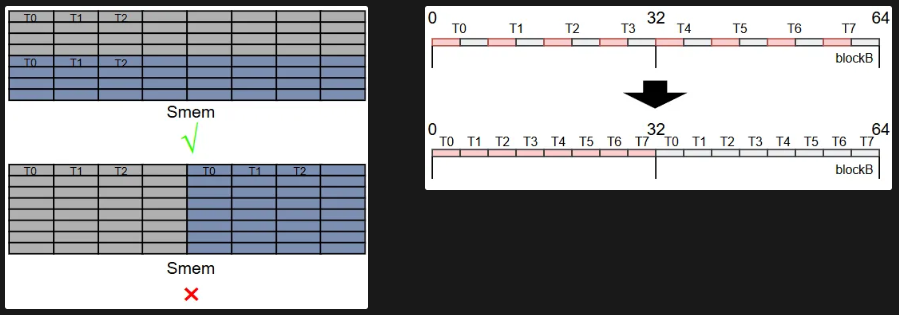 T0 T1 T2
T0 T1 T2
Smem
√
T0 T1 T2 T0 T1 T2
Smem
×
0 32 64
T0 T1 T2 T3 T4 T5 T6 T7
blockB
0 32 64
T0 T1 T2 T3 T4 T5 T6 T7 T0 T1 T2 T3 T4 T5 T6 T7
blockB